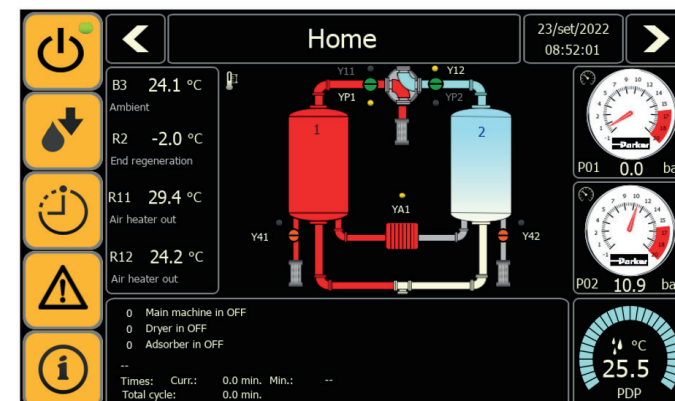 Home
23/set/2022
08:52:01
B3 24.1 °C
Ambient
R2 -2.0 °C
End regeneration
R11 29.4 °C
Air heater out
R12 24.2 °C
Air heater out
Y11
Y12
YP1
YP2
1
2
YA1
Y41
Y42
Parker
P01 0.0 ba
Parker
P02 10.9 ba
°C
25.5
PDP
0 Main machine in OFF
0 Dryer in OFF
0 Adsorber in OFF
--
Times: Curr.: 0.0 min. Min.: --
Total cycle: 0.0 min.